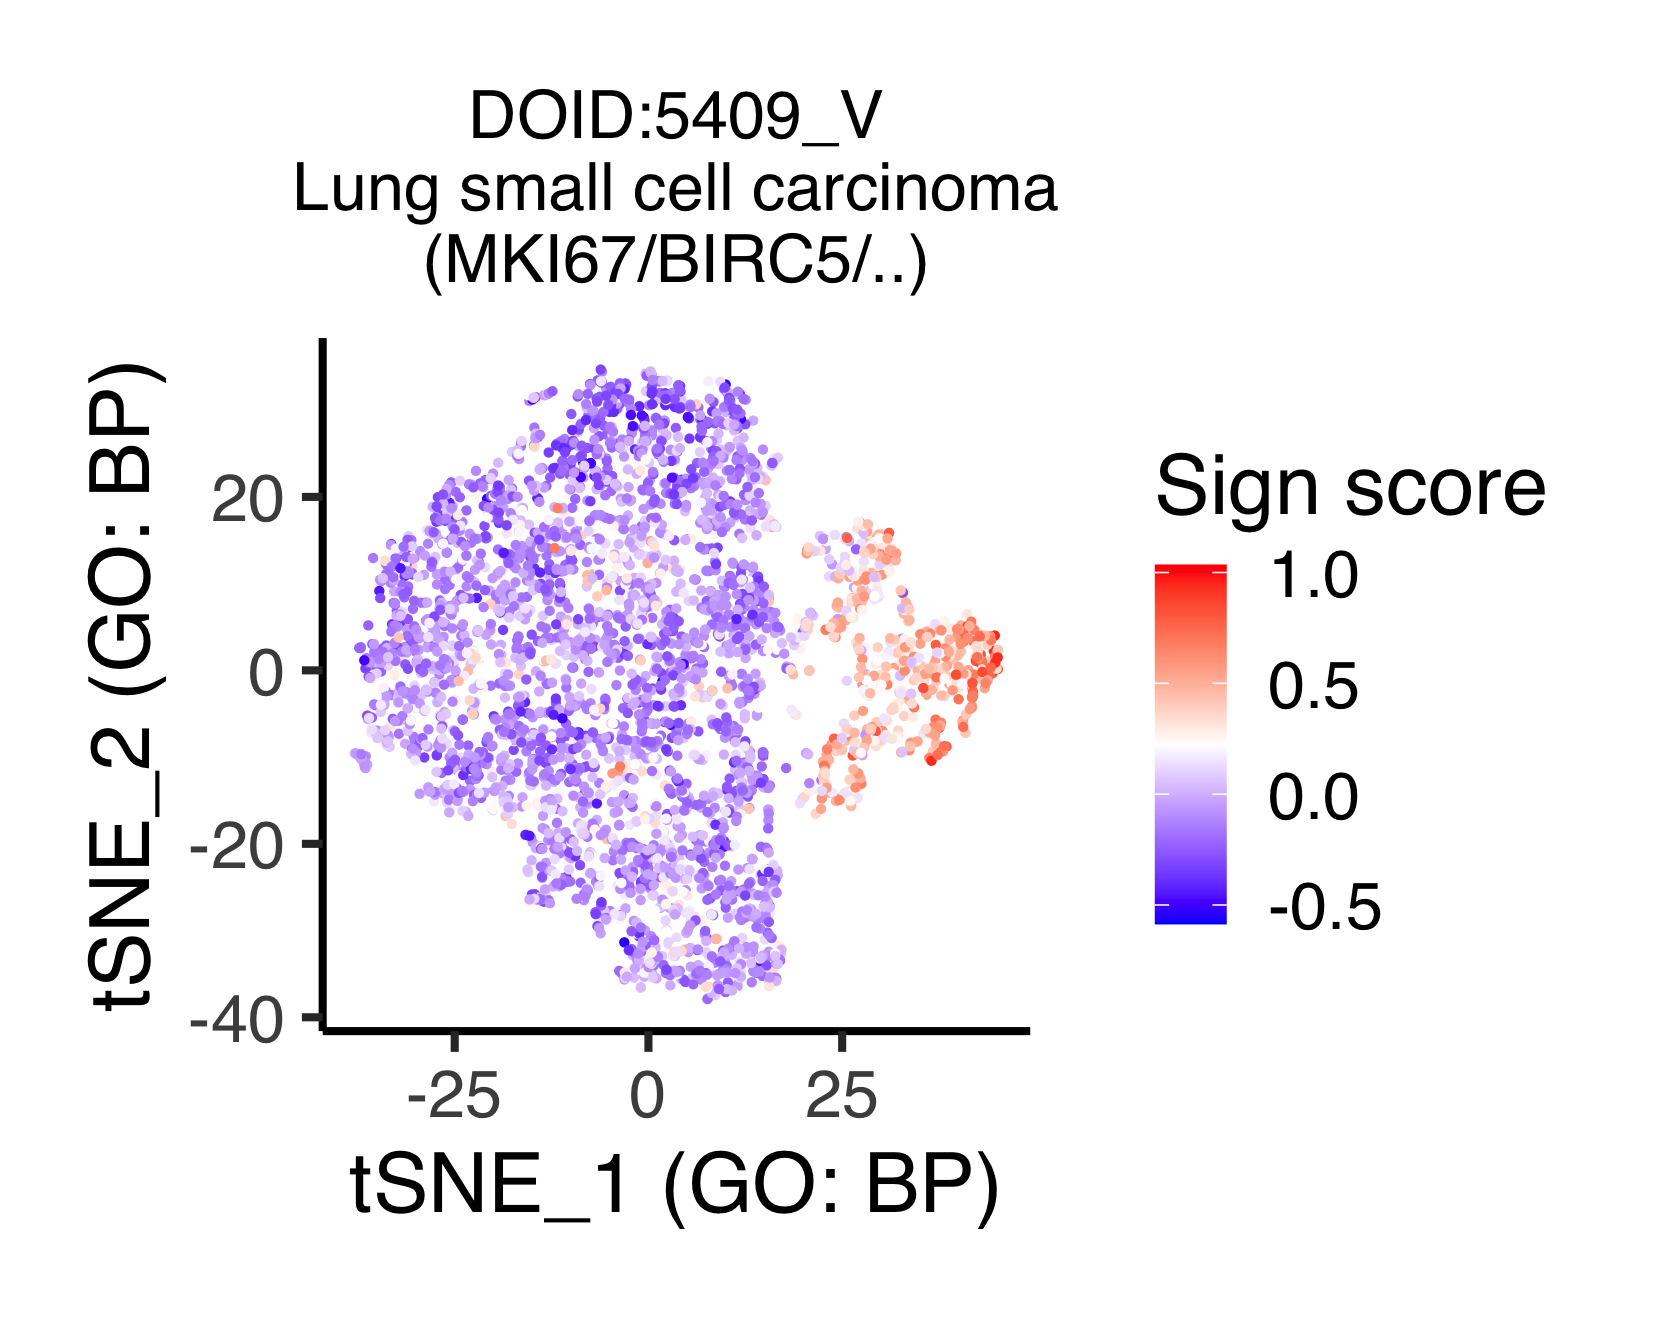 DOID:5409_V
Lung small cell carcinoma
(MKI67/BIRC5/..)
tSNE_2 (GO: BP)
20
0
-20
-40
-25 0 25
tSNE_1 (GO: BP)
Sign score
1.0
0.5
0.0
-0.5